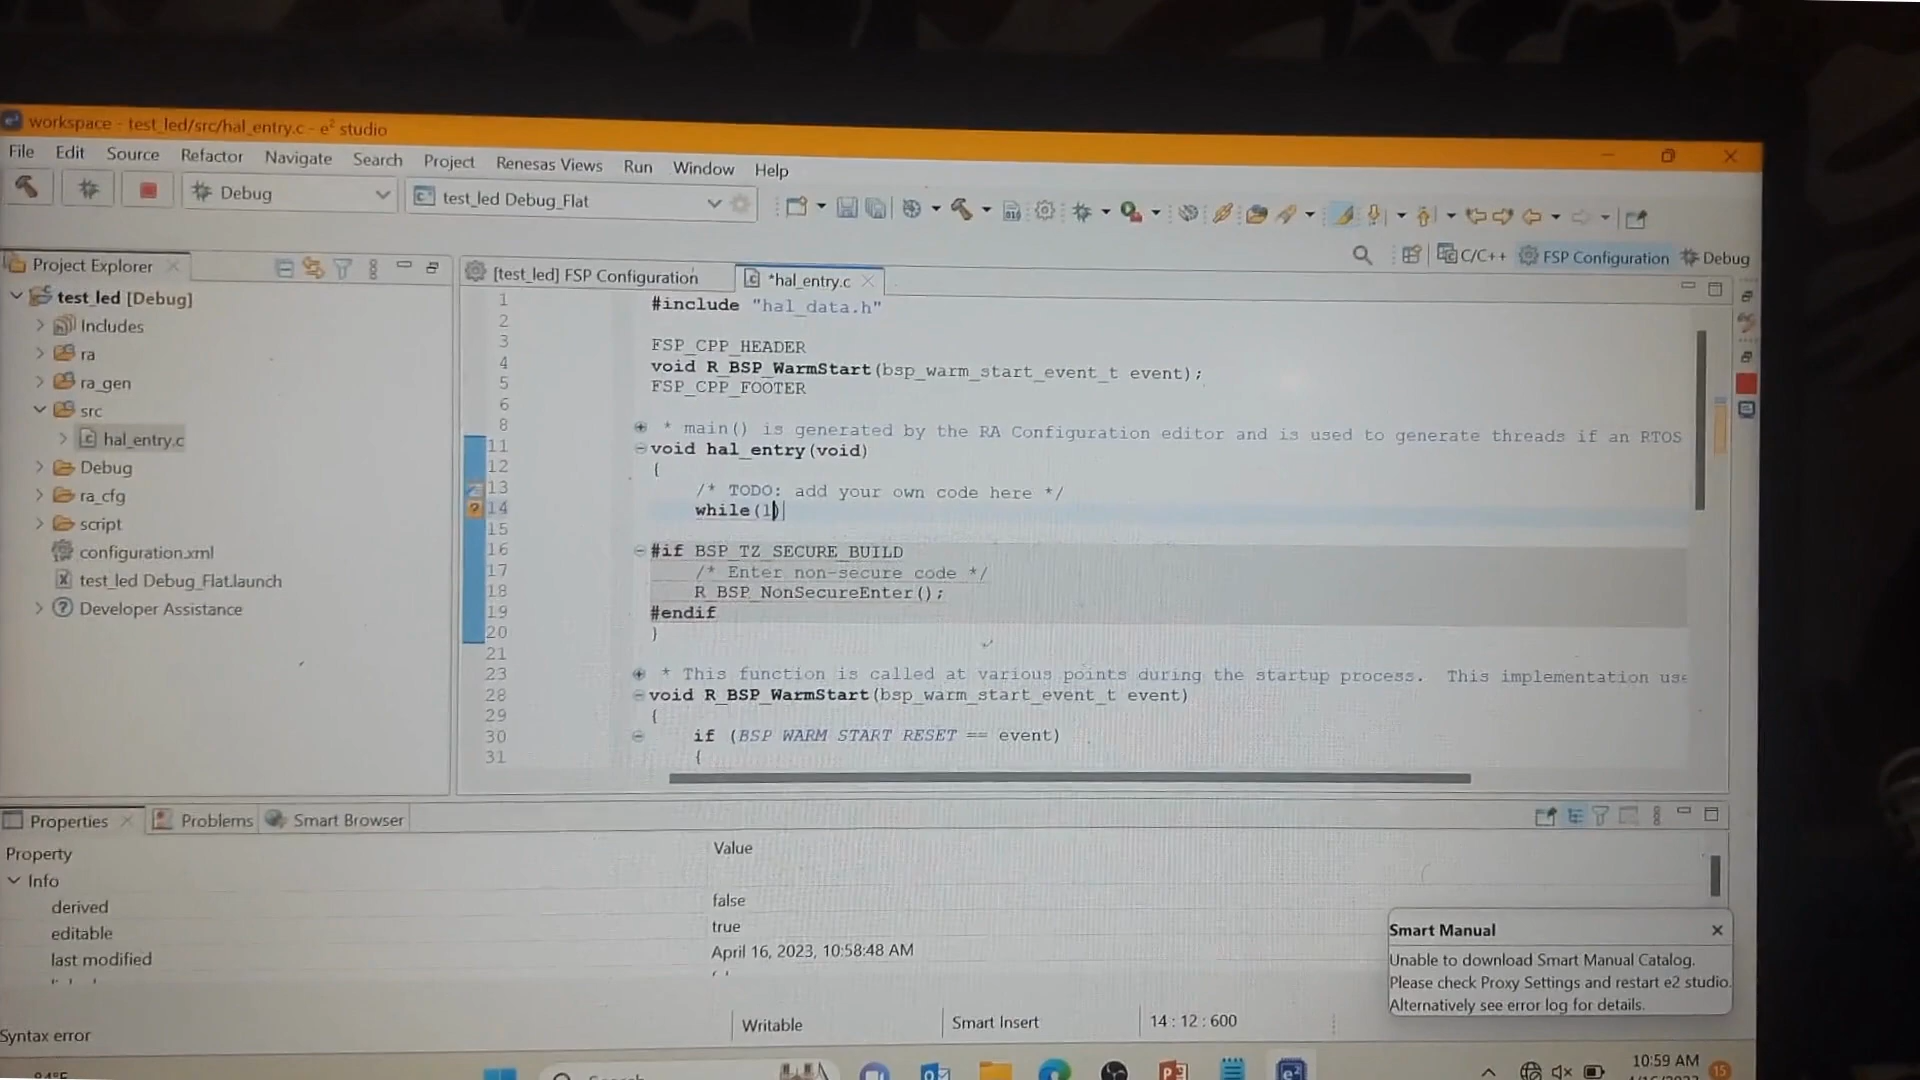 workspace - test_led/src/hal_entry.c - e² studio
File Edit Source Refactor Navigate Search Project Renesas Views Run Window Help
Debug
test_led Debug_Flat
C/C++ FSP Configuration Debug
Project Explorer
test_led [Debug]
Includes
ra
ra_gen
src
hal_entry.c
Debug
ra_cfg
script
configuration.xml
test_led Debug_Flat.launch
Developer Assistance
[test_led] FSP Configuration
*hal_entry.c
1 #include "hal_data.h"
2
3 FSP_CPP_HEADER
4 void R_BSP_WarmStart(bsp_warm_start_event_t event);
5 FSP_CPP_FOOTER
6
8 * main() is generated by the RA Configuration editor and is used to generate threads if an RTOS
11 void hal_entry(void)
12 {
13 /* TODO: add your own code here */
14 while(1)
15
16 #if BSP_TZ_SECURE_BUILD
17 /* Enter non-secure code */
18 R_BSP_NonSecureEnter();
19 #endif
20 }
21
23 * This function is called at various points during the startup process. This implementation use
28 void R_BSP_WarmStart(bsp_warm_start_event_t event)
29 {
30 if (BSP_WARM_START_RESET == event)
31 {
Properties
Problems
Smart Browser
Property Value
Info
derived false
editable true
last modified April 16, 2023, 10:58:48 AM
Smart Manual
Unable to download Smart Manual Catalog.
Please check Proxy Settings and restart e2 studio.
Alternatively see error log for details.
Syntax error
Writable
Smart Insert
14 : 12 : 600
10:59 AM
15